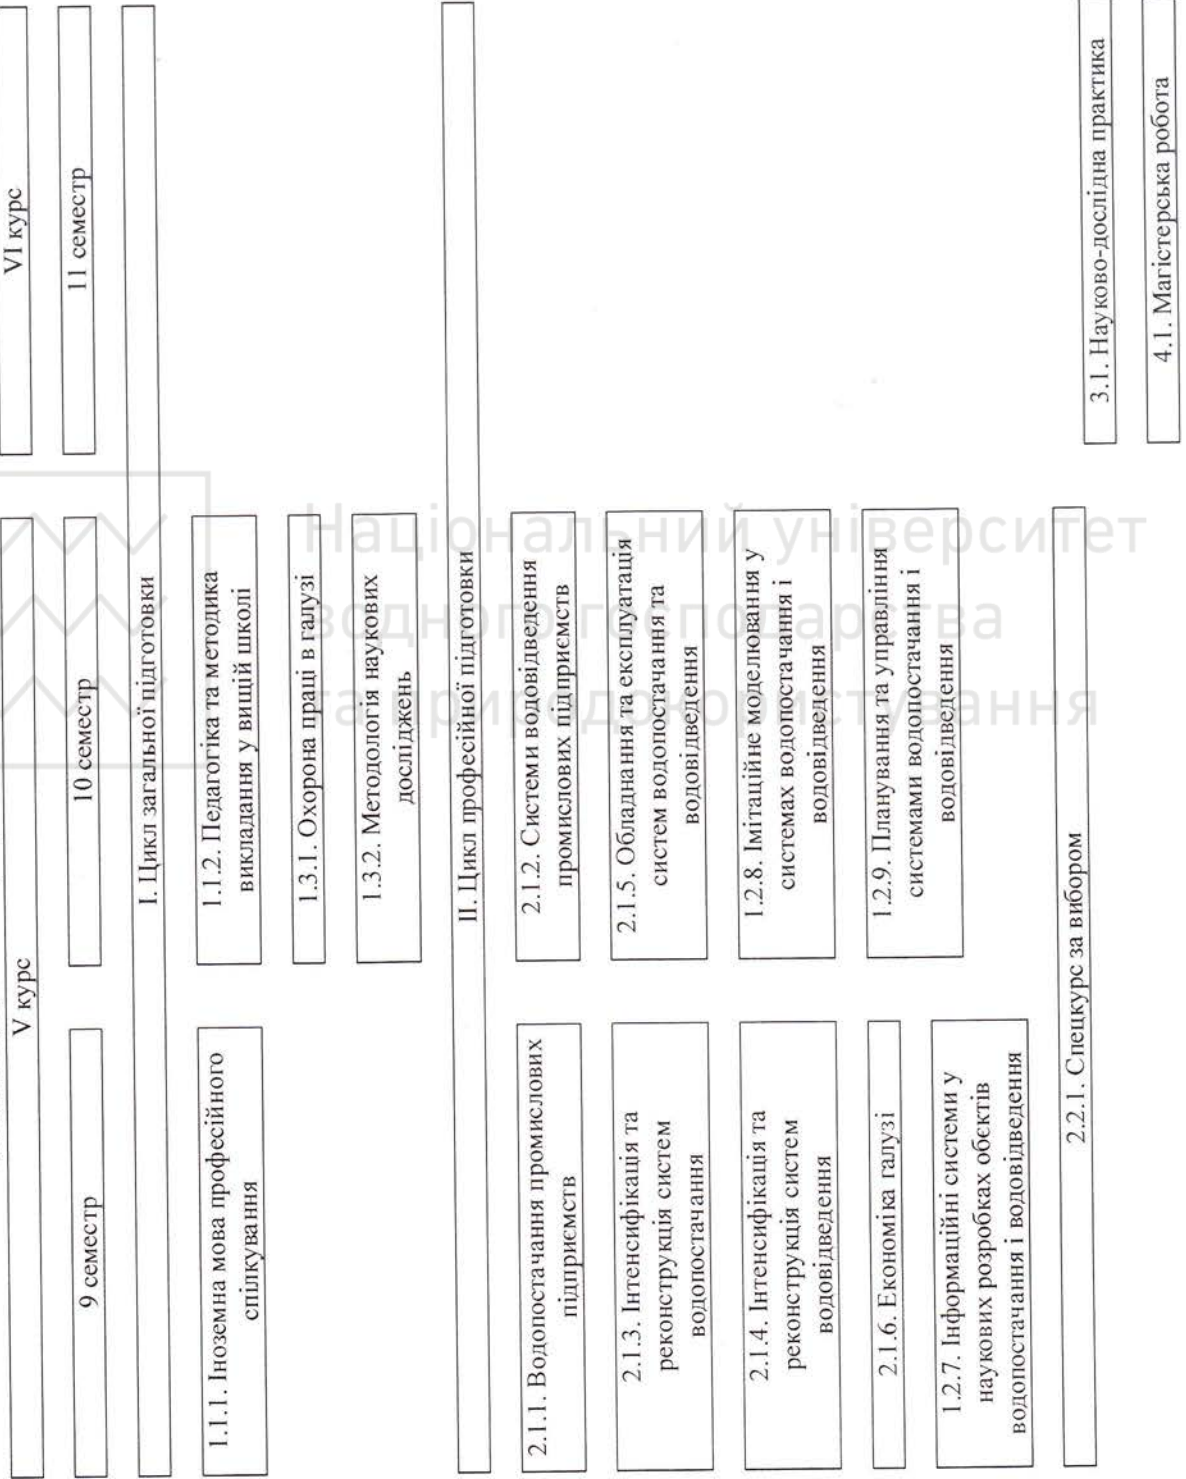 V курс
VI курс
9 семестр
10 семестр
11 семестр
І. Цикл загальної підготовки
1.1.1. Іноземна мова професійного
спілкування
1.1.2. Педагогіка та методика
викладання у вищій школі
1.3.1. Охорона праці в галузі
1.3.2. Методологія наукових
досліджень
ІІ. Цикл професійної підготовки
2.1.1. Водопостачання промислових
підприємств
2.1.2. Системи водовідведення
промислових підприємств
2.1.3. Інтенсифікація та
реконструкція систем
водопостачання
2.1.5. Обладнання та експлуатація
систем водопостачання та
водовідведення
2.1.4. Інтенсифікація та
реконструкція систем
водовідведення
1.2.8. Імітаційне моделювання у
системах водопостачання і
водовідведення
2.1.6. Економіка галузі
1.2.9. Планування та управління
системами водопостачання і
водовідведення
1.2.7. Інформаційні системи у
наукових розробках обєктів
водопостачання і водовідведення
2.2.1. Спецкурс за вибором
3.1. Науково-дослідна практика
4.1. Магістерська робота
Національний університет
водного господарства
та природокористування